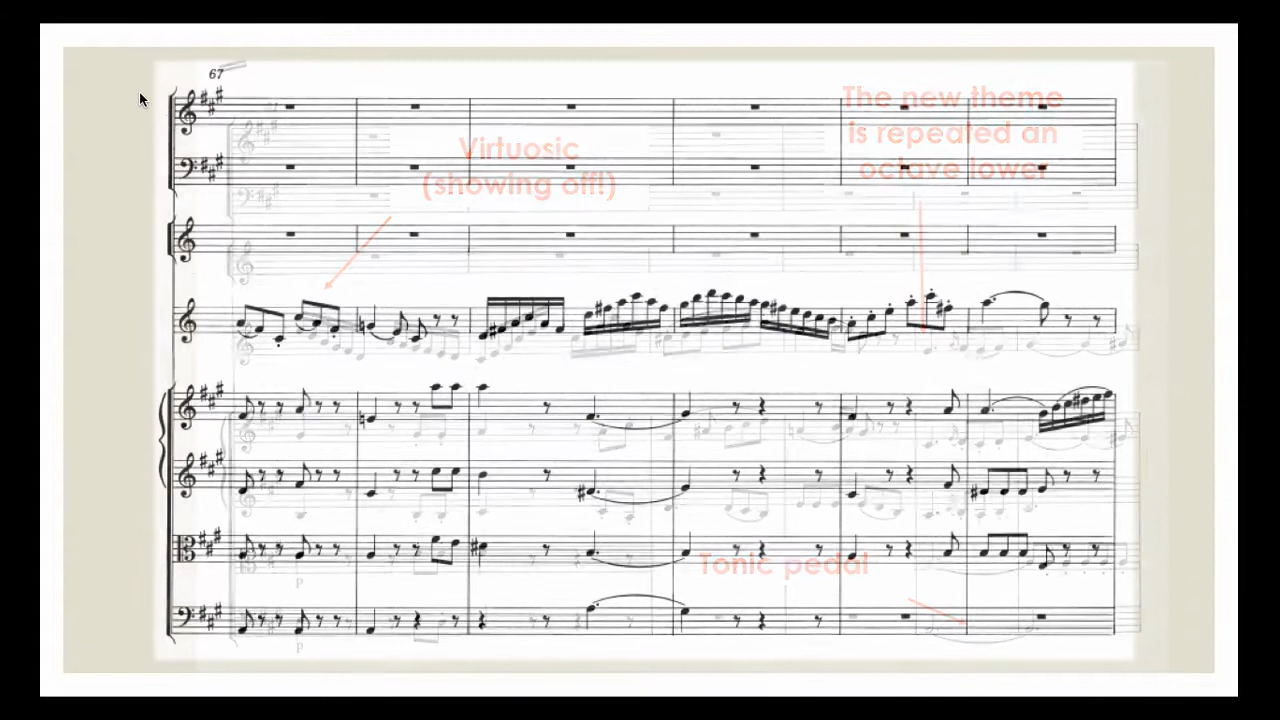 67
Virtuosic
(showing off!)
The new theme
is repeated an
octave lower
Tonic pedal
p
p